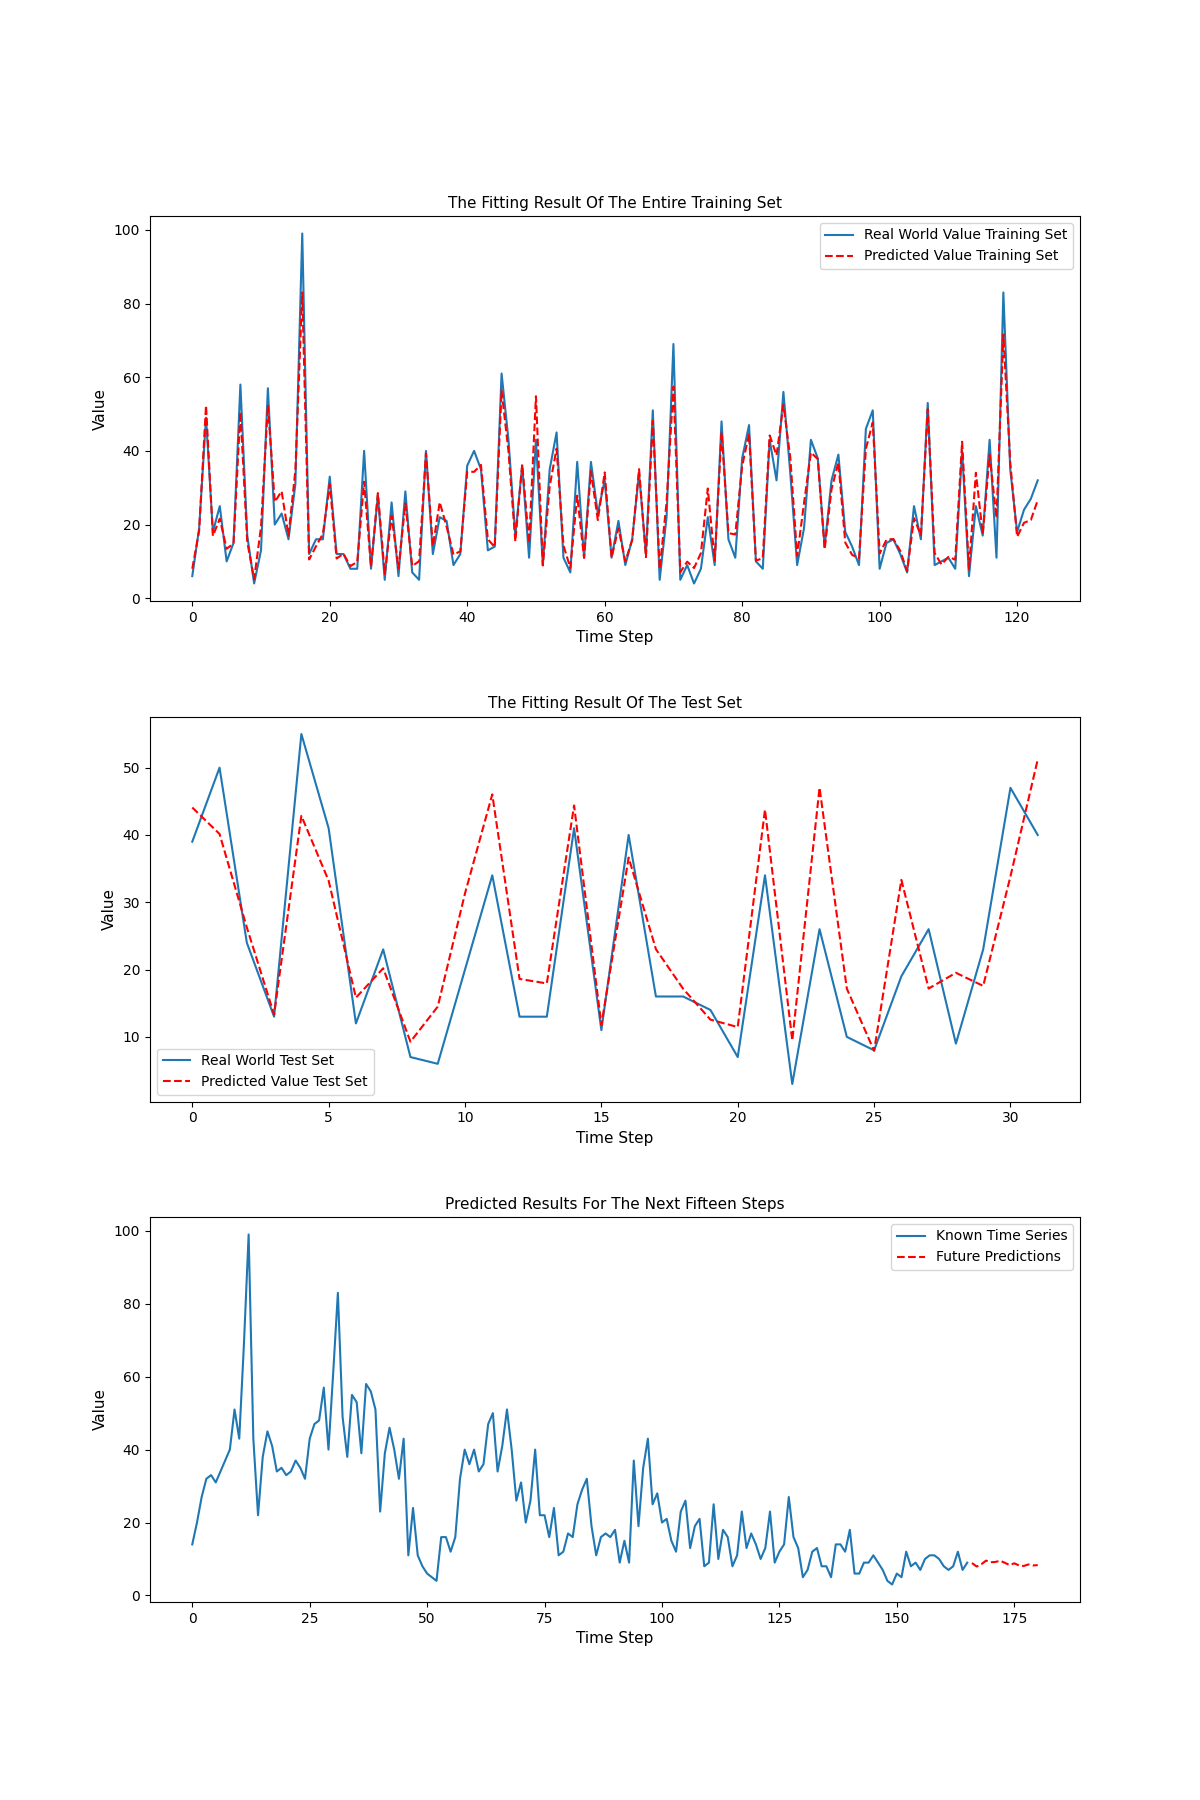 The Fitting Result Of The Entire Training Set
100
80
60
40
20
0
Value
Real World Value Training Set
Predicted Value Training Set
0 20 40 60 80 100 120
Time Step
The Fitting Result Of The Test Set
50
40
30
20
10
Value
Real World Test Set
Predicted Value Test Set
0 5 10 15 20 25 30
Time Step
Predicted Results For The Next Fifteen Steps
100
80
60
40
20
0
Value
Known Time Series
Future Predictions
0 25 50 75 100 125 150 175
Time Step